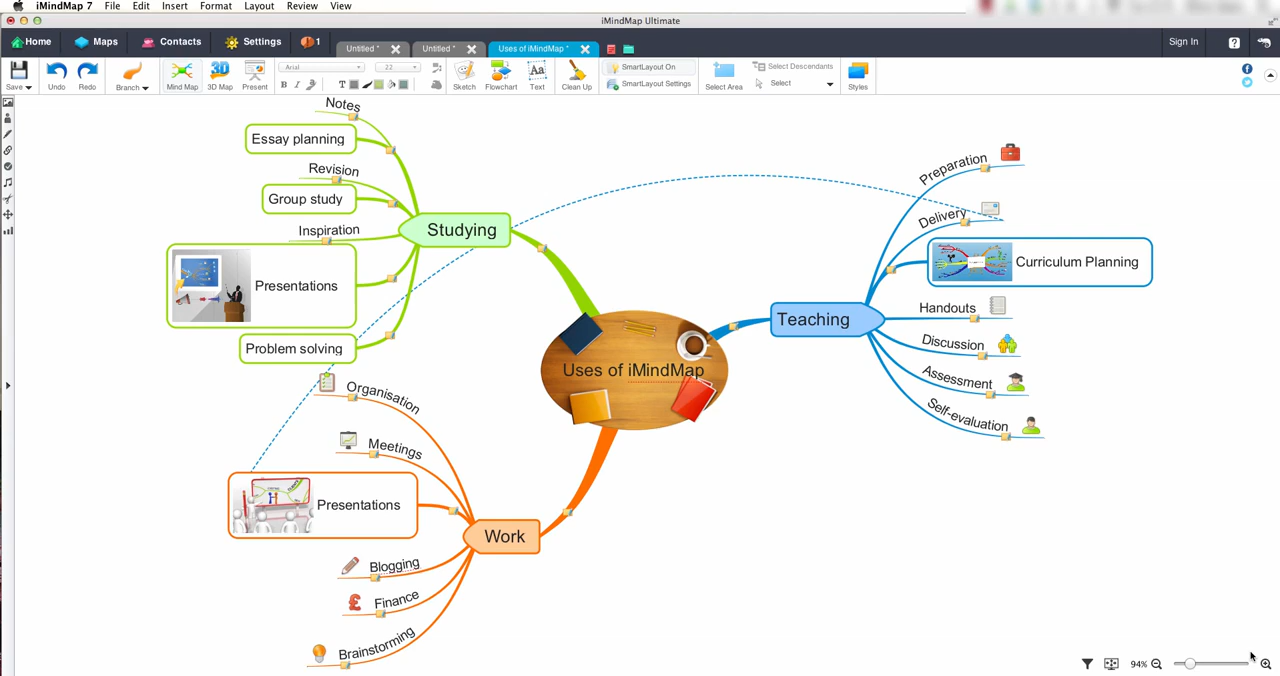 iMindMap 7 File Edit Insert Format Layout Review View
iMindMap Ultimate
Home Maps Contacts Settings 1 Untitled * Untitled * Uses of iMindMap * Sign In ?
Save Undo Redo Branch Mind Map 3D Map Present
Arial 22
B I T
Sketch Flowchart Text Clean Up
Aa
SmartLayout On
SmartLayout Settings
Select Area
Select Descendants
Select
Styles
Notes
Essay planning
Revision
Group study
Inspiration
Presentations
Problem solving
Studying
Preparation
Delivery
Curriculum Planning
Handouts
Discussion
Assessment
Self-evaluation
Teaching
Uses of iMindMap
Organisation
Meetings
Presentations
Blogging
Finance
Brainstorming
Work
94%